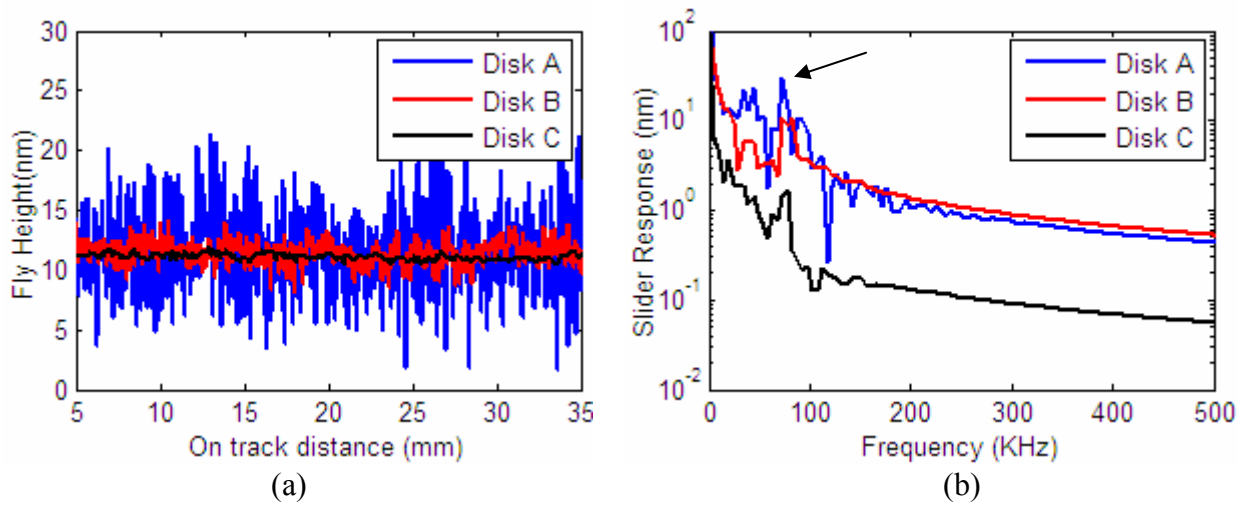 30
25
20
15
10
5
0
Fly Height(nm)
Disk A
Disk B
Disk C
5 10 15 20 25 30 35
On track distance (mm)
(a)
10^2
10^1
10^0
10^-1
10^-2
Slider Response (nm)
Disk A
Disk B
Disk C
0 100 200 300 400 500
Frequency (KHz)
(b)